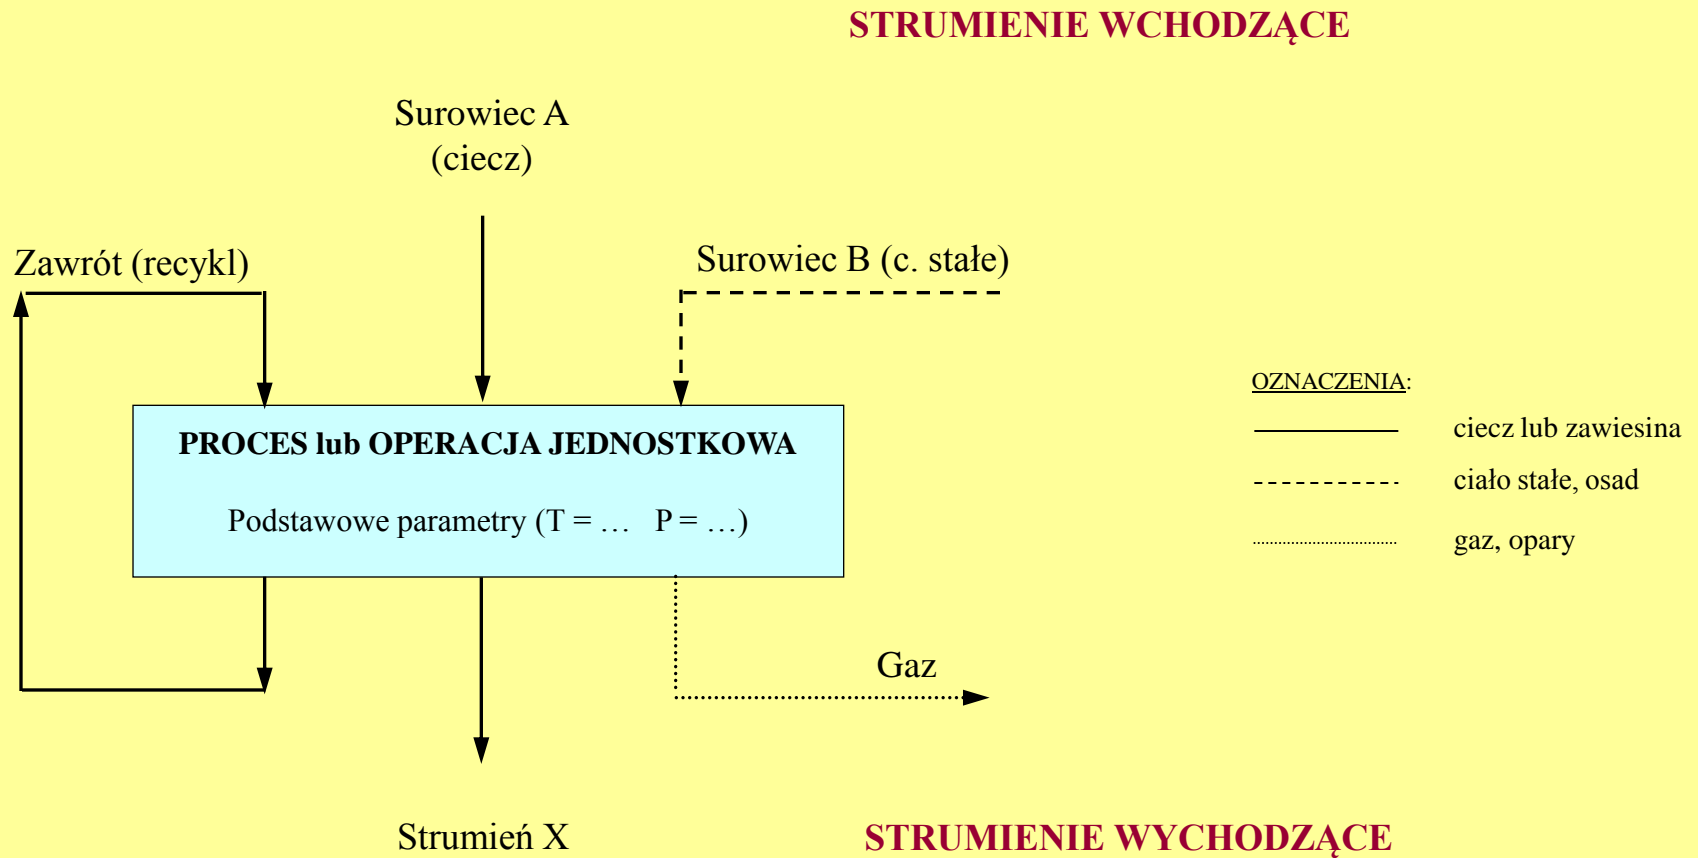 STRUMIENIE WCHODZĄCE
Surowiec A
(ciecz)
Zawrót (recykl)
Surowiec B (c. stałe)
PROCES lub OPERACJA JEDNOSTKOWA
Podstawowe parametry (T = … P = …)
OZNACZENIA:
ciecz lub zawiesina
ciało stałe, osad
gaz, opary
Gaz
Strumień X
STRUMIENIE WYCHODZĄCE